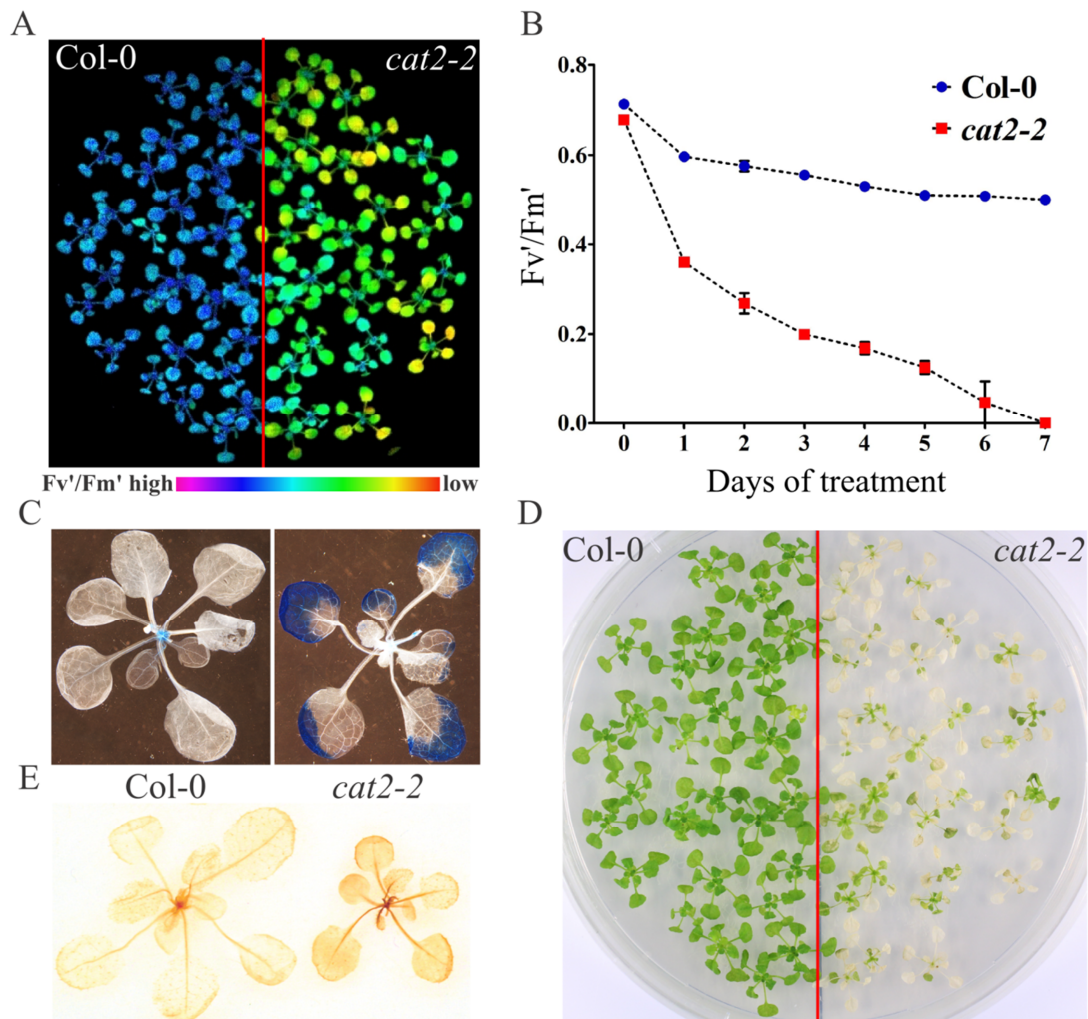 A
Col-0
cat2-2
Fv'/Fm' high
low
B
0.8
0.6
0.4
0.2
0.0
Fv'/Fm'
Col-0
cat2-2
0 1 2 3 4 5 6 7
Days of treatment
C
D
Col-0
cat2-2
E
Col-0
cat2-2